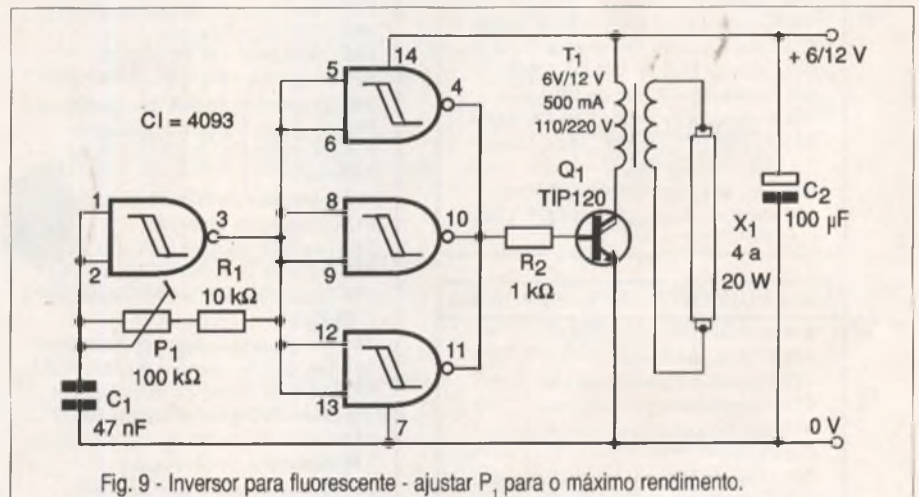 14
5
6
4
T₁
6V/12 V
500 mA
110/220 V
+ 6/12 V
CI = 4093
1
2
3
8
9
10
Q₁
TIP120
R₁
10 kΩ
R₂
1 kΩ
X₁
4 a
20 W
C₂
100 µF
P₁
100 kΩ
12
13
11
7
C₁
47 nF
0 V
Fig. 9 - Inversor para fluorescente - ajustar P₁ para o máximo rendimento.